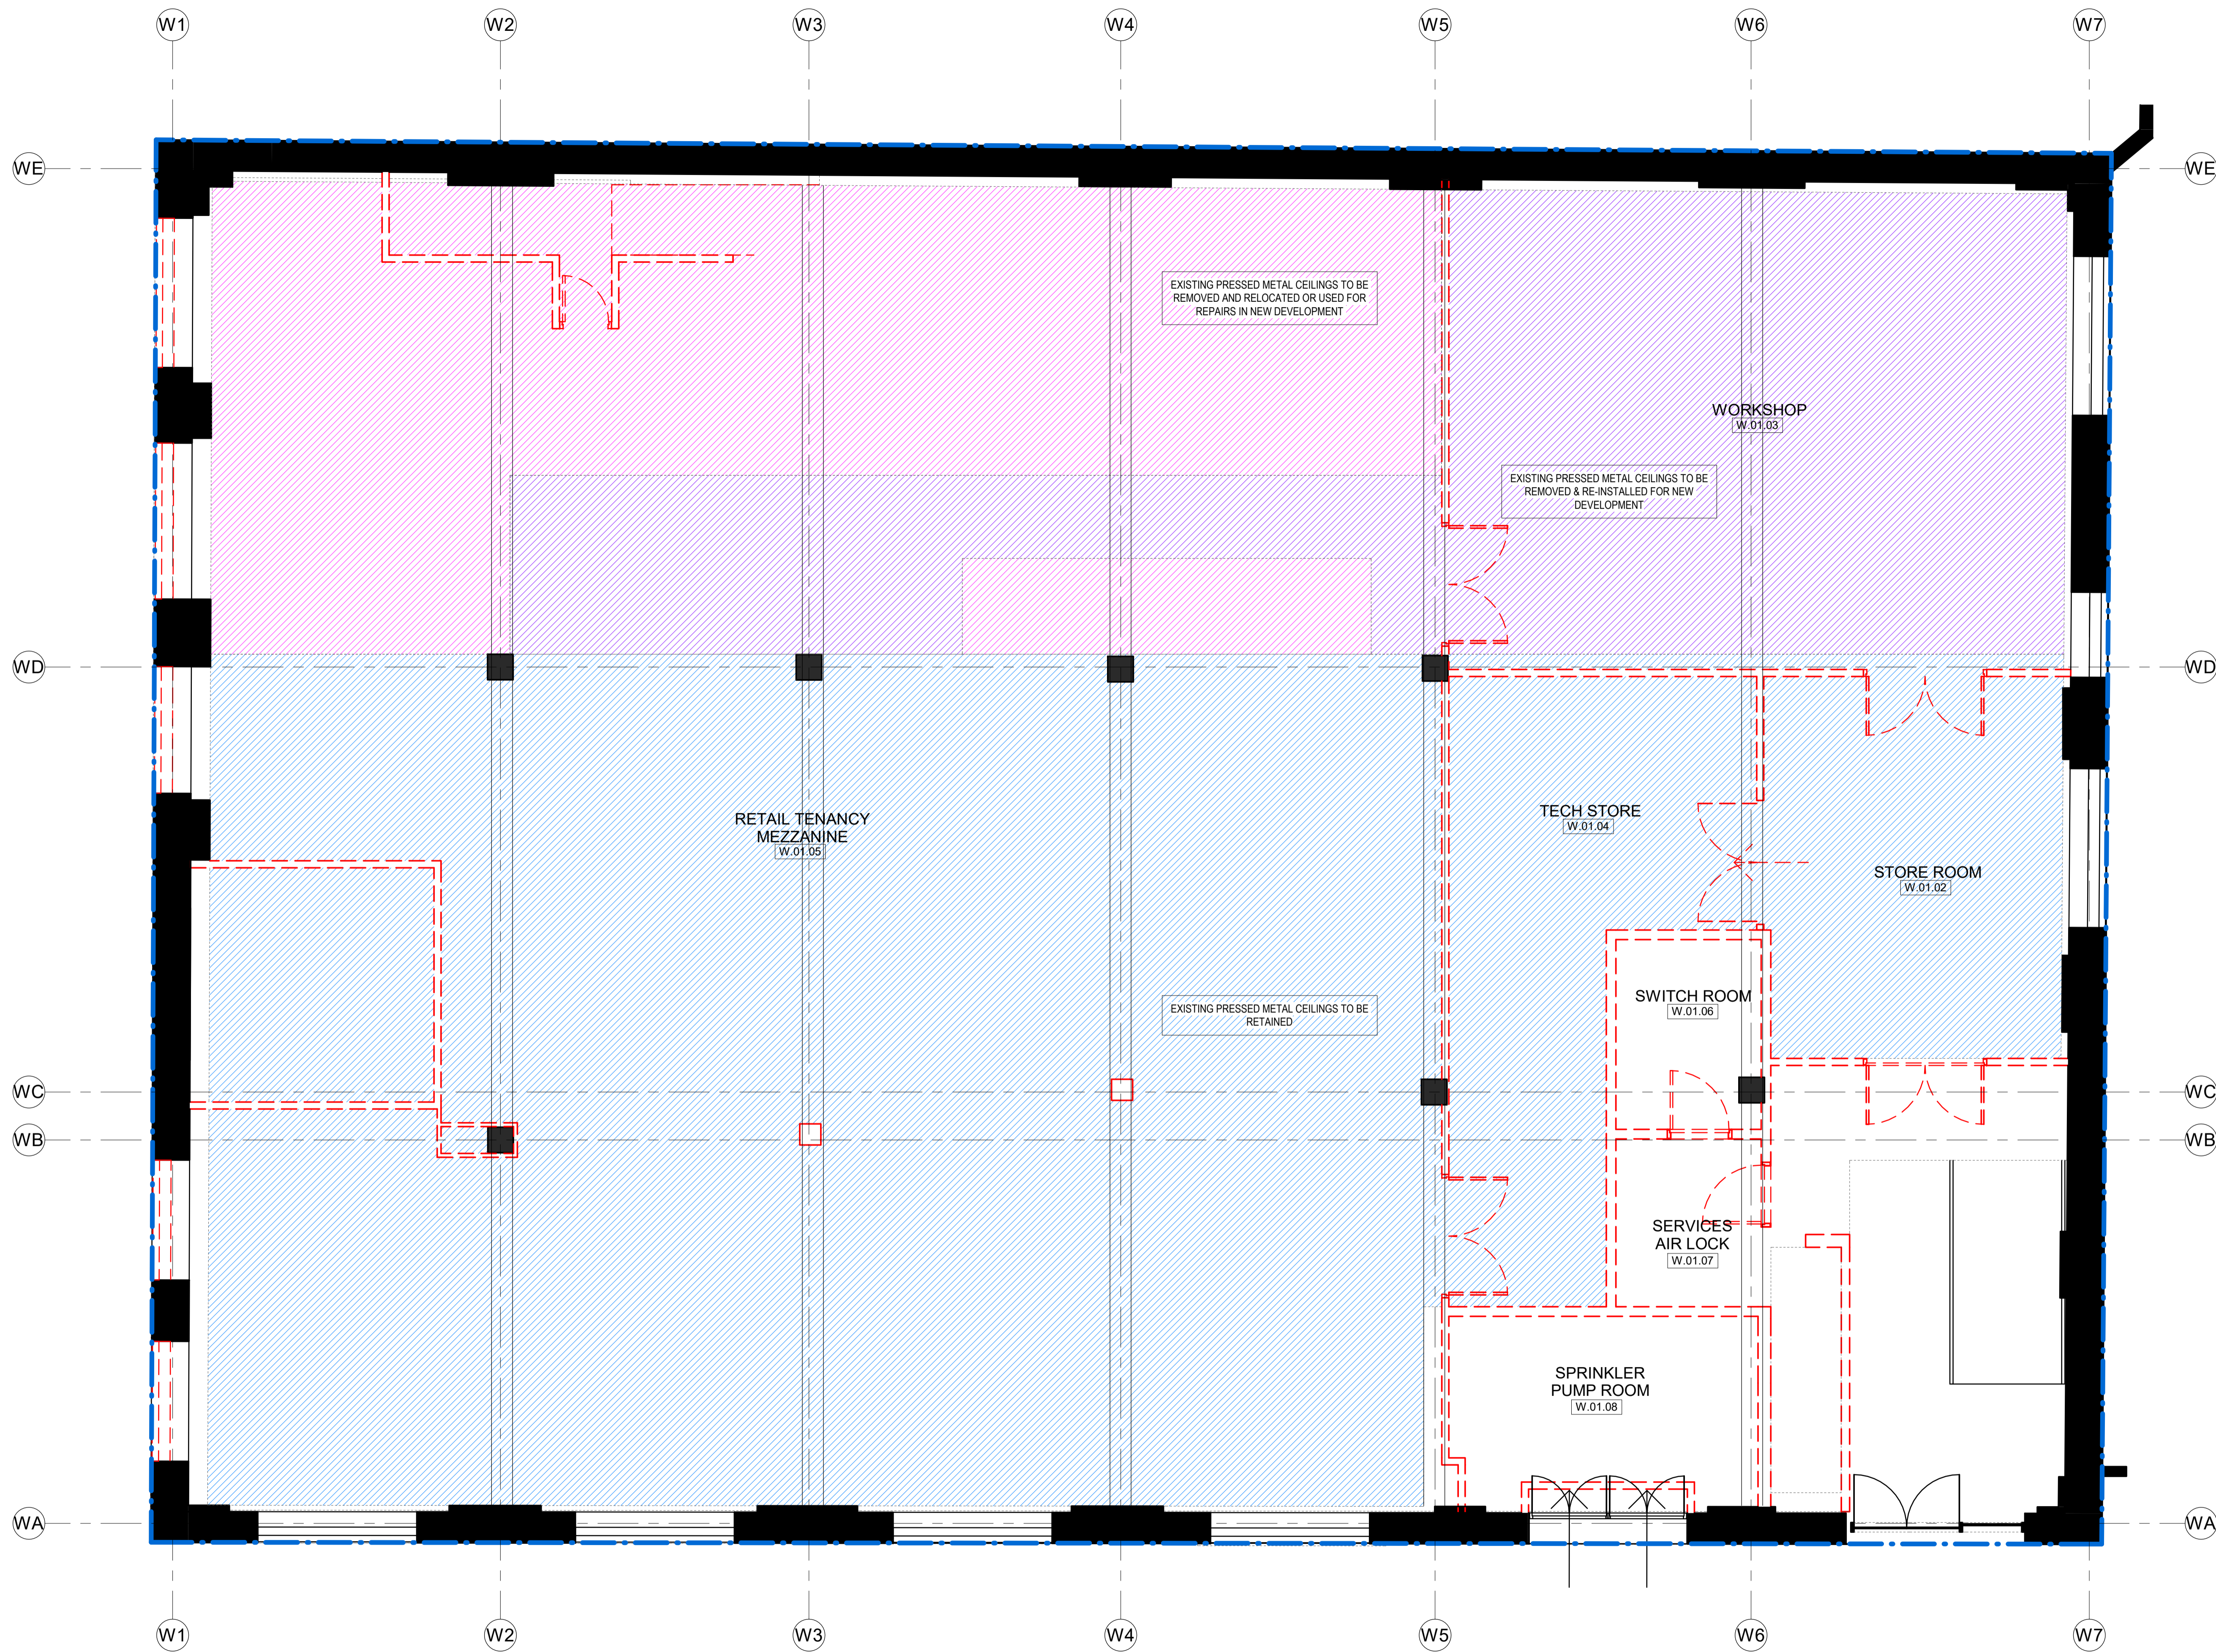 W1
W2
W3
W4
W5
W6
W7
WE
WE
EXISTING PRESSED METAL CEILINGS TO BE
REMOVED AND RELOCATED OR USED FOR
REPAIRS IN NEW DEVELOPMENT
WORKSHOP
W.01.03
EXISTING PRESSED METAL CEILINGS TO BE
REMOVED & RE-INSTALLED FOR NEW
DEVELOPMENT
WD
WD
RETAIL TENANCY
MEZZANINE
W.01.05
TECH STORE
W.01.04
STORE ROOM
W.01.02
SWITCH ROOM
W.01.06
EXISTING PRESSED METAL CEILINGS TO BE
RETAINED
WC
WC
WB
WB
SERVICES
AIR LOCK
W.01.07
SPRINKLER
PUMP ROOM
W.01.08
WA
WA
W1
W2
W3
W4
W5
W6
W7